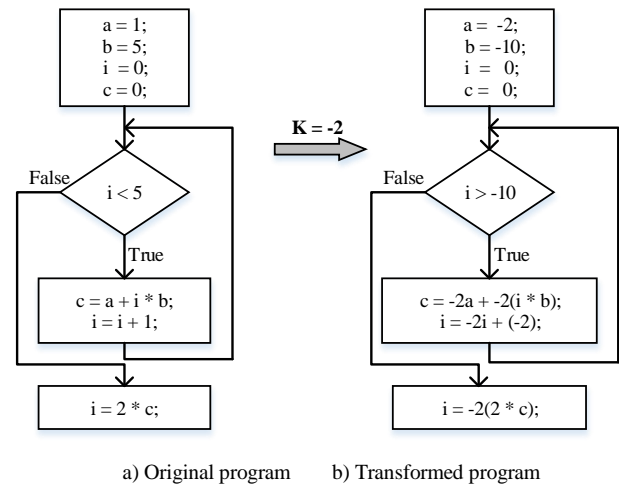 a = 1;
b = 5;
i = 0;
c = 0;
i < 5
False
True
c = a + i * b;
i = i + 1;
i = 2 * c;
K = -2
a = -2;
b = -10;
i = 0;
c = 0;
i > -10
False
True
c = -2a + -2(i * b);
i = -2i + (-2);
i = -2(2 * c);
a) Original program
b) Transformed program